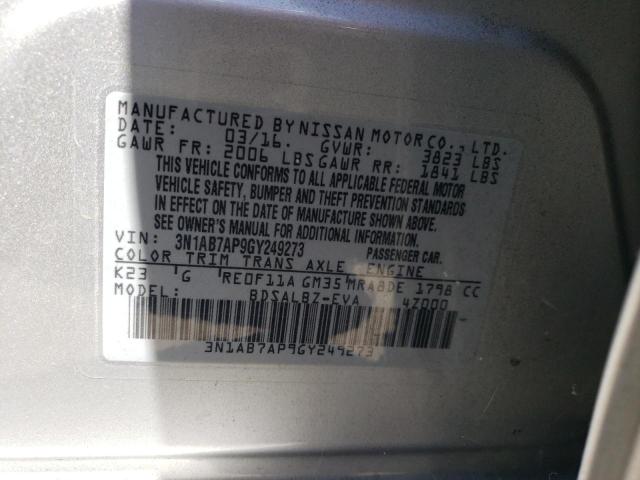 MANUFACTURED BY NISSAN MOTOR CO., LTD.
DATE: 03/16. GVWR: 3823 LBS
GAWR FR: 2006 LBS GAWR RR: 1841 LBS
THIS VEHICLE CONFORMS TO ALL APPLICABLE FEDERAL MOTOR
VEHICLE SAFETY, BUMPER AND THEFT PREVENTION STANDARDS
IN EFFECT ON THE DATE OF MANUFACTURE SHOWN ABOVE.
SEE OWNER'S MANUAL FOR ADDITIONAL INFORMATION.
VIN: 3N1AB7AP9GY249273 PASSENGER CAR.
COLOR TRIM TRANS AXLE ENGINE
K23 G RE0F11A GM35 MRA8DE 1798 CC
MODEL: BDSALBZ-EVA 4Z000
3N1AB7AP9GY249273